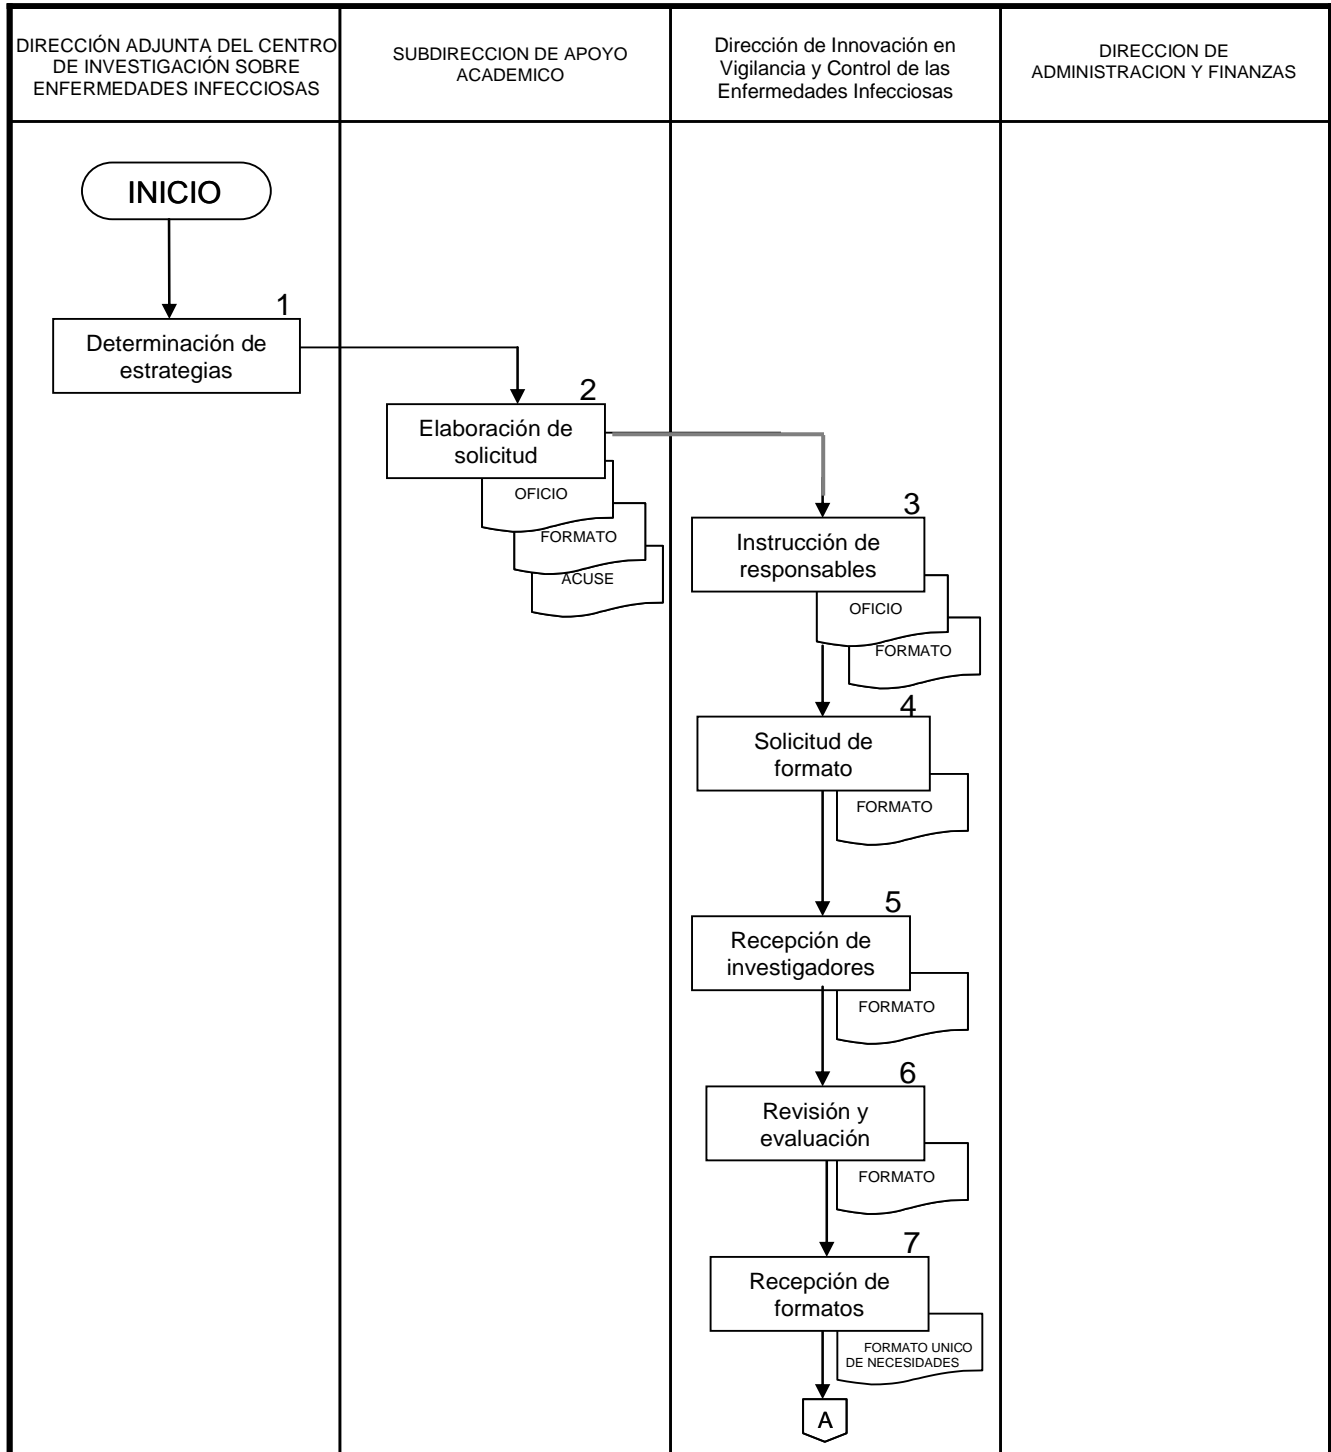 DIRECCIÓN ADJUNTA DEL CENTRO
DE INVESTIGACIÓN SOBRE
ENFERMEDADES INFECCIOSAS
SUBDIRECCION DE APOYO
ACADEMICO
Dirección de Innovación en
Vigilancia y Control de las
Enfermedades Infecciosas
DIRECCION DE
ADMINISTRACION Y FINANZAS
INICIO
1
Determinación de
estrategias
2
Elaboración de
solicitud
OFICIO
FORMATO
ACUSE
3
Instrucción de
responsables
OFICIO
FORMATO
4
Solicitud de
formato
FORMATO
5
Recepción de
investigadores
FORMATO
6
Revisión y
evaluación
FORMATO
7
Recepción de
formatos
FORMATO UNICO
DE NECESIDADES
A